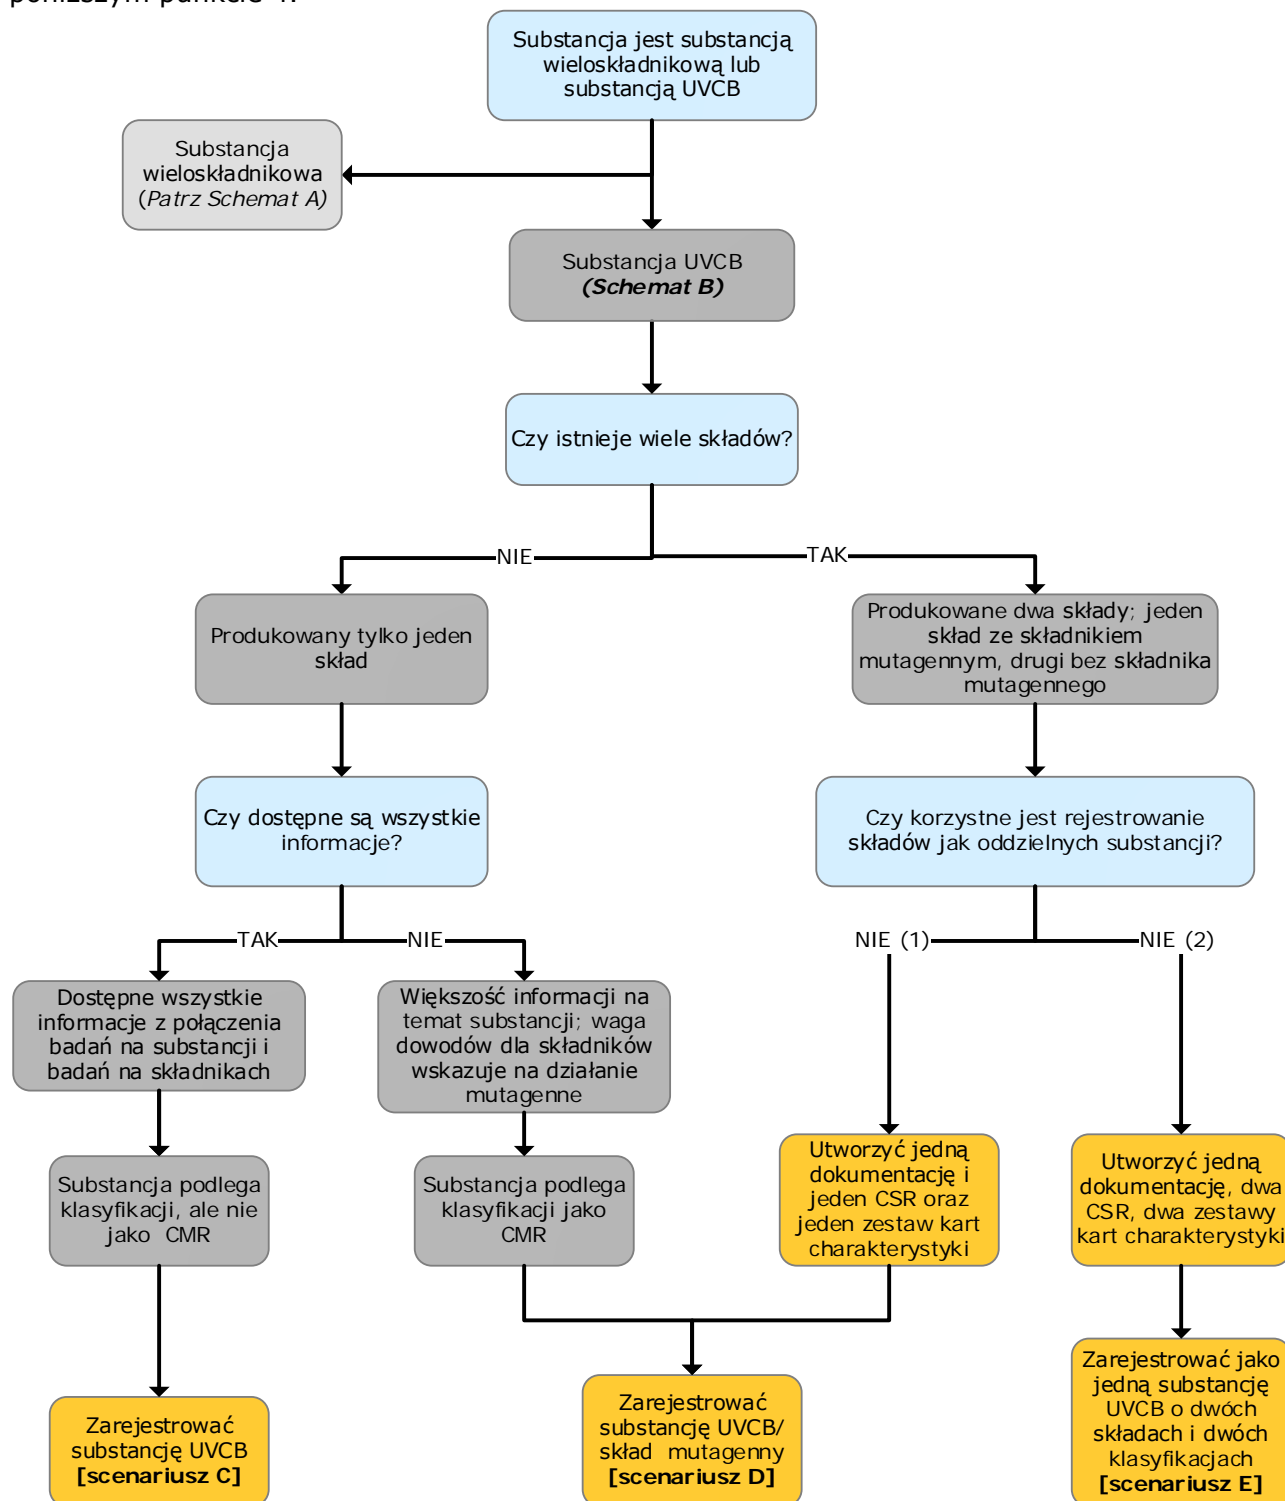 poniższym punkcie 4.
Substancja jest substancją
wieloskładnikową lub
substancją UVCB
Substancja
wieloskładnikowa
(Patrz Schemat A)
Substancja UVCB
(Schemat B)
Czy istnieje wiele składów?
NIE
TAK
Produkowany tylko jeden
skład
Produkowane dwa składy; jeden
skład ze składnikiem
mutagennym, drugi bez składnika
mutagennego
Czy dostępne są wszystkie
informacje?
Czy korzystne jest rejestrowanie
składów jak oddzielnych substancji?
TAK
NIE
NIE (1)
NIE (2)
Dostępne wszystkie
informacje z połączenia
badań na substancji i
badań na składnikach
Większość informacji na
temat substancji; waga
dowodów dla składników
wskazuje na działanie
mutagenne
Substancja podlega
klasyfikacji, ale nie
jako CMR
Substancja podlega
klasyfikacji jako
CMR
Utworzyć jedną
dokumentację i
jeden CSR oraz
jeden zestaw kart
charakterystyki
Utworzyć jedną
dokumentację, dwa
CSR, dwa zestawy
kart charakterystyki
Zarejestrować
substancję UVCB
[scenariusz C]
Zarejestrować
substancję UVCB/
skład mutagenny
[scenariusz D]
Zarejestrować jako
jedną substancję
UVCB o dwóch
składach i dwóch
klasyfikacjach
[scenariusz E]